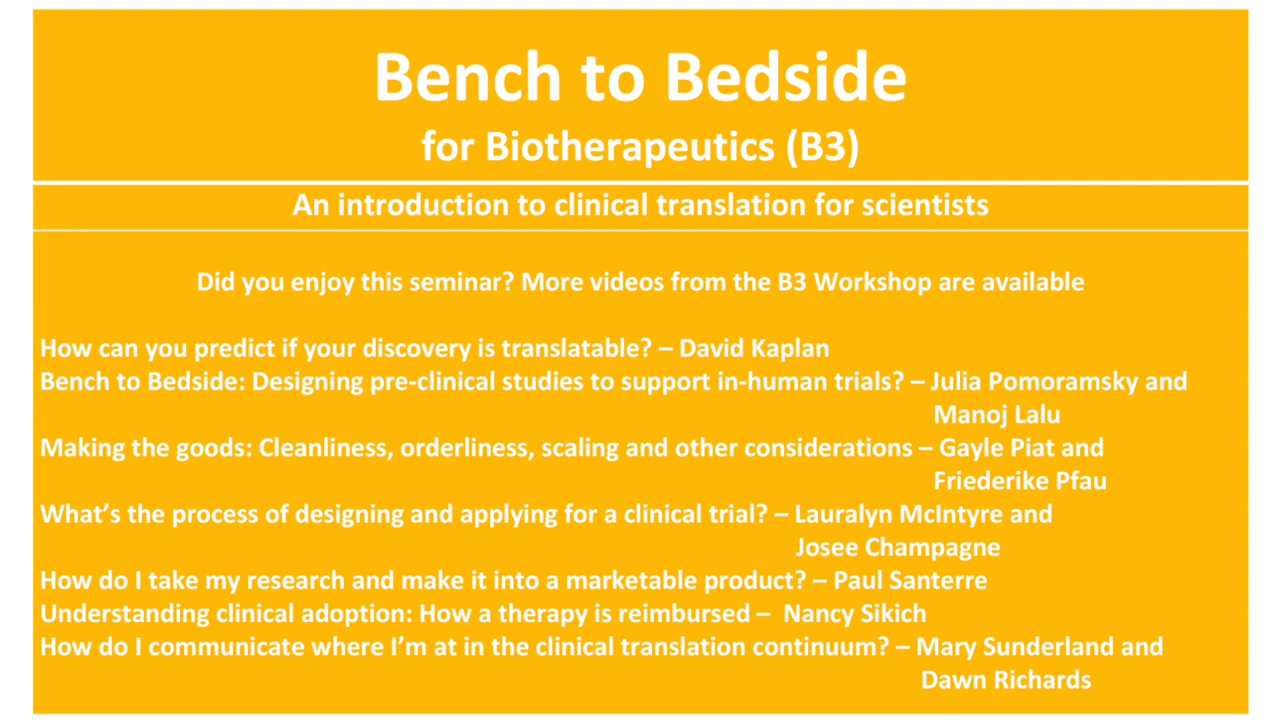 Bench to Bedside
for Biotherapeutics (B3)
An introduction to clinical translation for scientists
Did you enjoy this seminar? More videos from the B3 Workshop are available
How can you predict if your discovery is translatable? – David Kaplan
Bench to Bedside: Designing pre-clinical studies to support in-human trials? – Julia Pomoramsky and
Manoj Lalu
Making the goods: Cleanliness, orderliness, scaling and other considerations – Gayle Piat and
Friederike Pfau
What's the process of designing and applying for a clinical trial? – Lauralyn McIntyre and
Josee Champagne
How do I take my research and make it into a marketable product? – Paul Santerre
Understanding clinical adoption: How a therapy is reimbursed – Nancy Sikich
How do I communicate where I'm at in the clinical translation continuum? – Mary Sunderland and
Dawn Richards